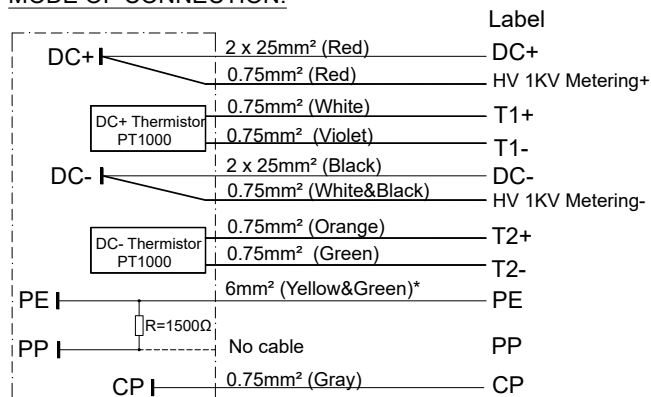 MODE OF CONNECTION:
Label
DC+ 2 x 25mm² (Red) DC+
0.75mm² (Red) HV 1KV Metering+
DC+ Thermistor
PT1000
0.75mm² (White) T1+
0.75mm² (Violet) T1-
DC- 2 x 25mm² (Black) DC-
0.75mm² (White&Black) HV 1KV Metering-
DC- Thermistor
PT1000
0.75mm² (Orange) T2+
0.75mm² (Green) T2-
PE 6mm² (Yellow&Green)* PE
R=1500Ω
PP No cable PP
CP 0.75mm² (Gray) CP